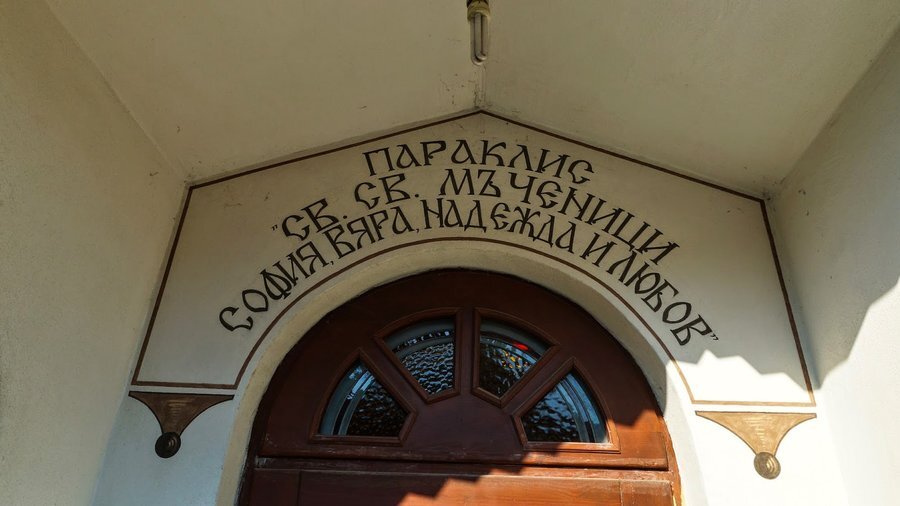 ПАРАКЛИС
"СВ. СВ. МЪЧЕНИЦИ
СОФИЯ, ВЯРА, НАДЕЖДА И ЛЮБОВ"